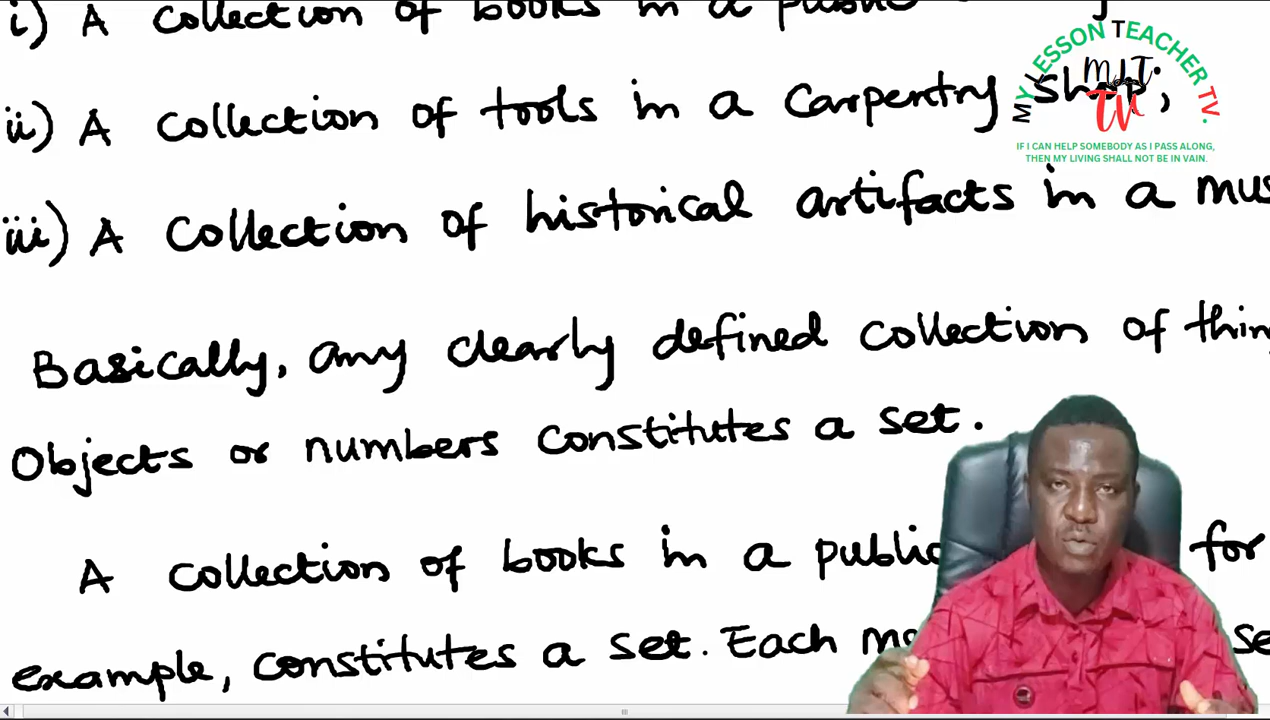 i) A collection of books in a public
ii) A collection of tools in a carpentry shop;
iii) A collection of historical artifacts in a
Basically, any clearly defined collection of
Objects or numbers constitutes a set.
A collection of books in a public for
example, constitutes a set. Each
MY LESSON TEACHER TV.
MLT
TV
IF I CAN HELP SOMEBODY AS I PASS ALONG,
THEN MY LIVING SHALL NOT BE IN VAIN.